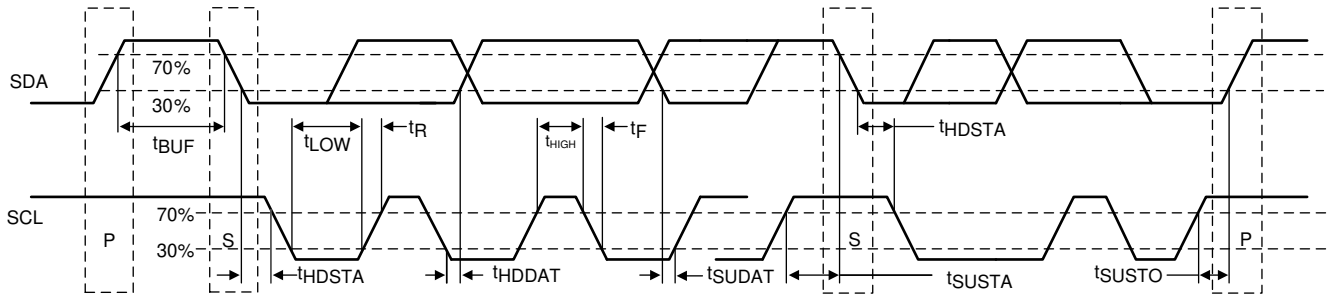 SDA
70%
30%
tBUF
tLOW
tR
tHIGH
tF
tHDSTA
SCL
70%
30%
P
S
S
P
tHDSTA
tHDDAT
tSUDAT
tSUSTA
tSUSTO